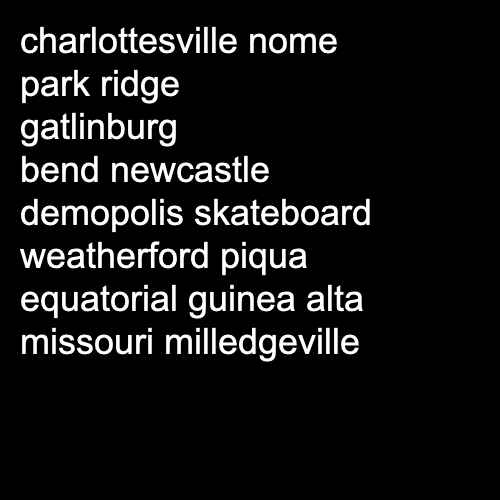 charlottesville nome
park ridge
gatlinburg
bend newcastle
demopolis skateboard
weatherford piqua
equatorial guinea alta
missouri milledgeville